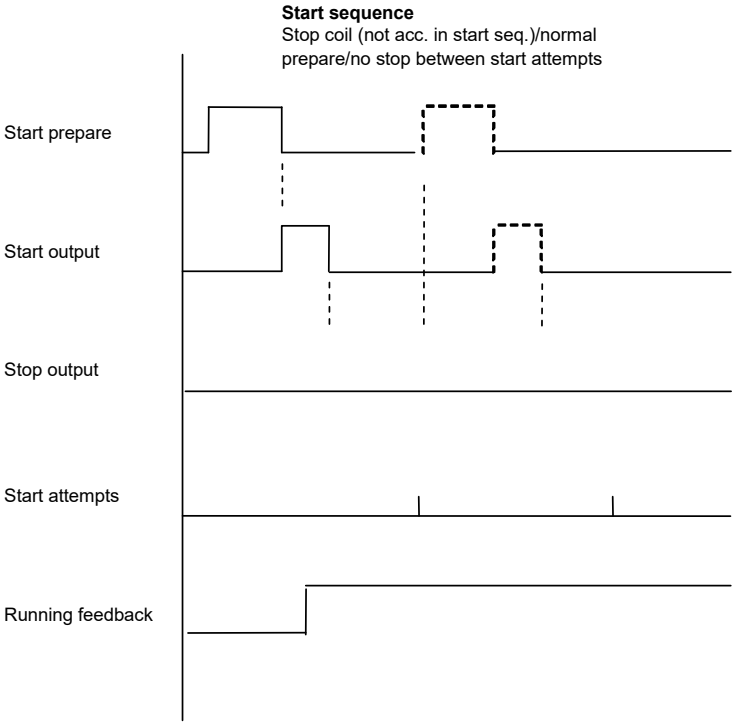 Start sequence
Stop coil (not acc. in start seq.)/normal
prepare/no stop between start attempts
Start prepare
Start output
Stop output
Start attempts
Running feedback